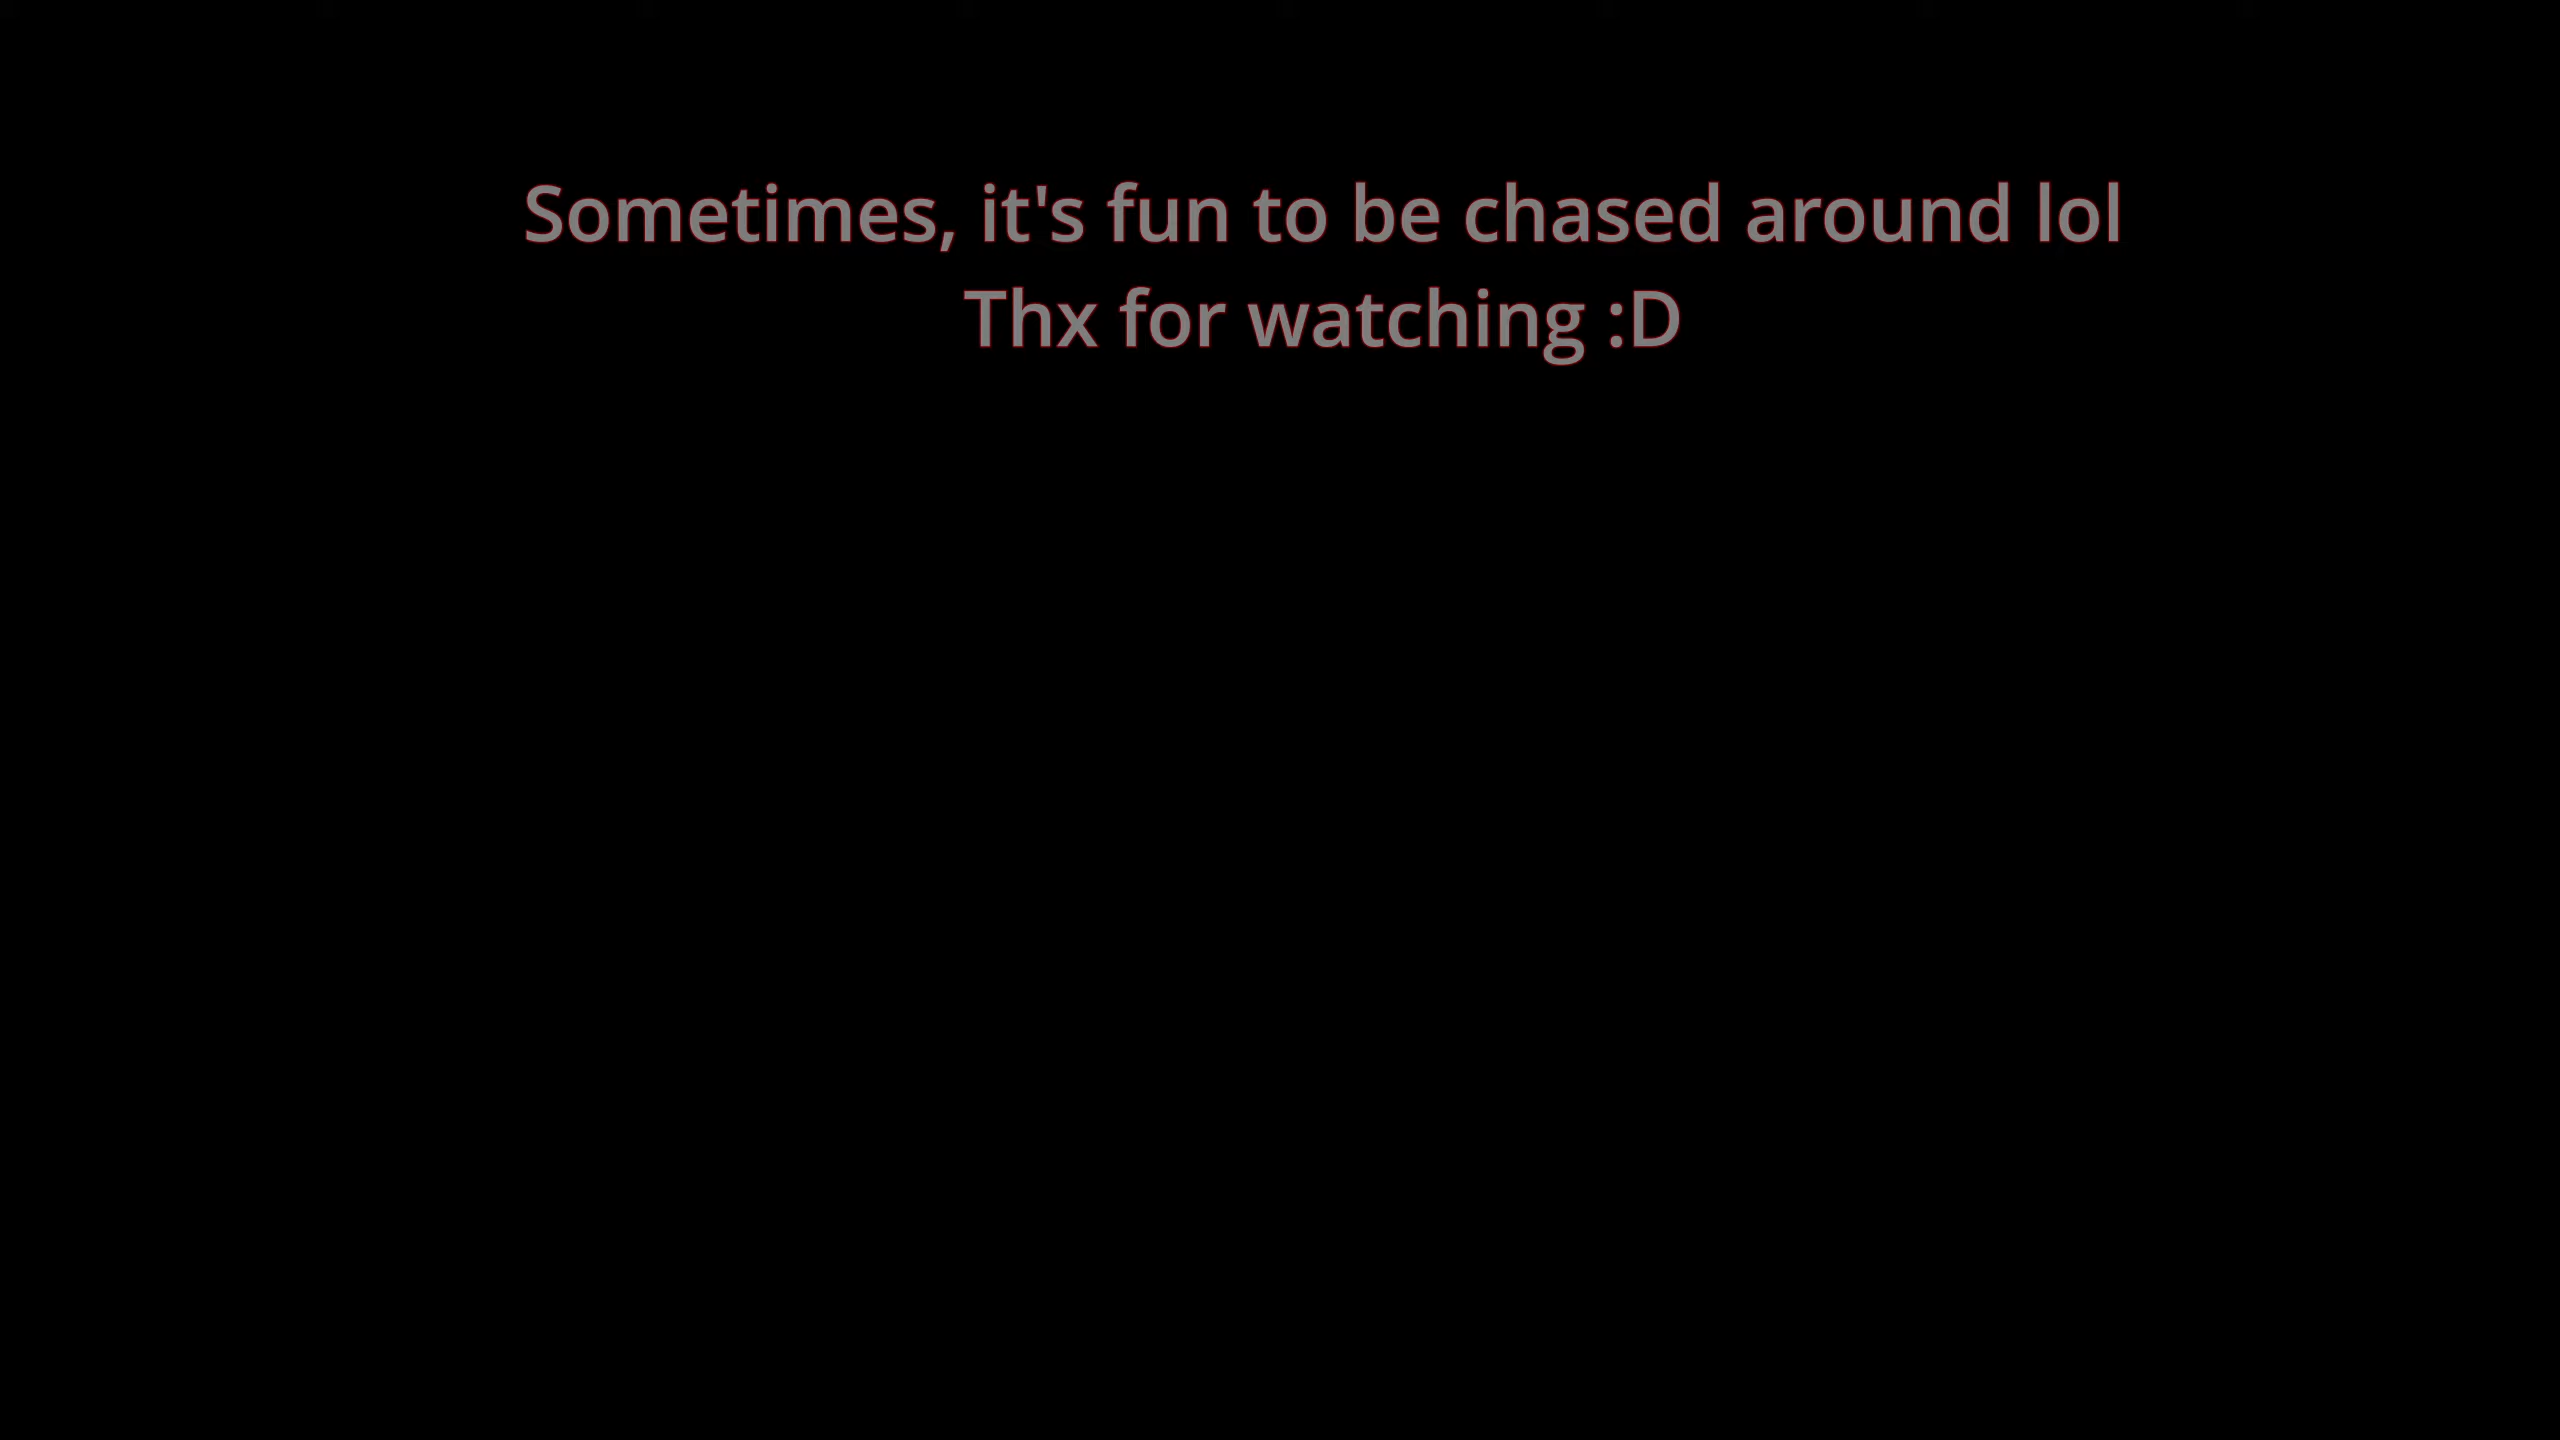 Sometimes, it's fun to be chased around lol
Thx for watching :D